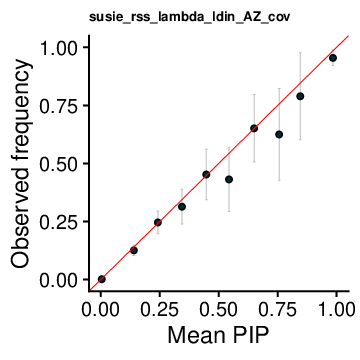 susie_rss_lambda_ldin_AZ_cov
Observed frequency
1.00
0.75
0.50
0.25
0.00
0.00 0.25 0.50 0.75 1.00
Mean PIP